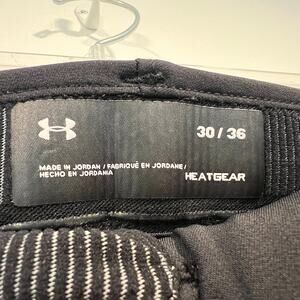 30 / 36
MADE IN JORDAN / FABRIQUÉ EN JORDANIE /
HECHO EN JORDANIA
HEATGEAR